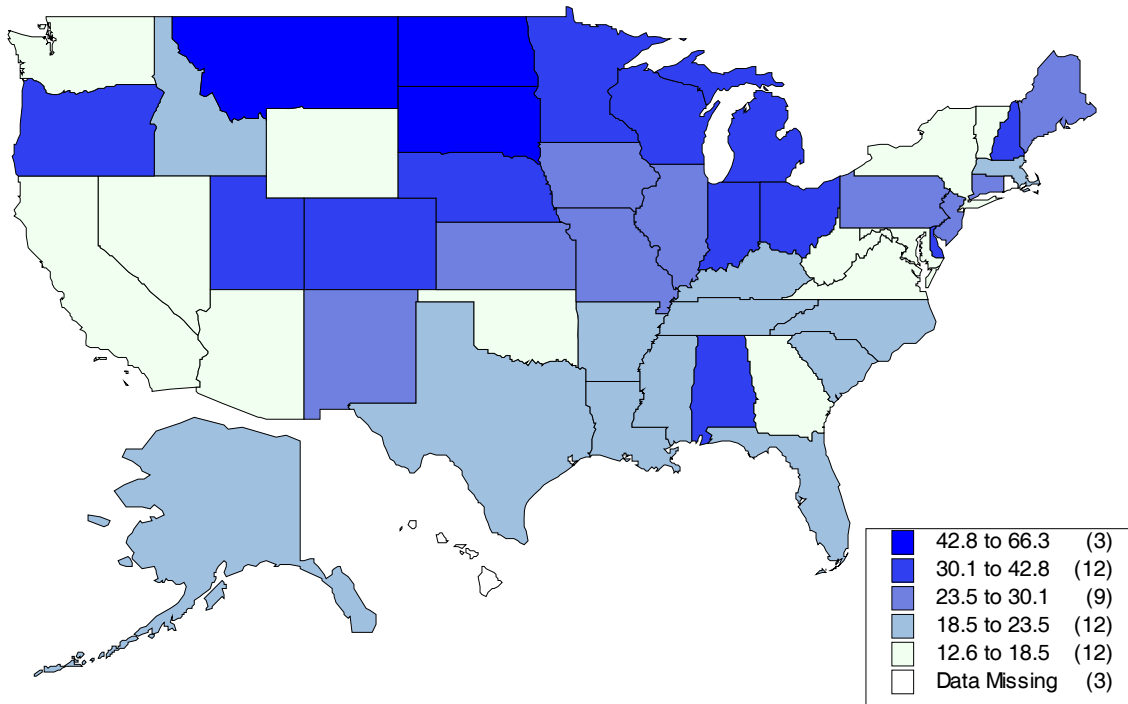 42.8 to 66.3 (3)
30.1 to 42.8 (12)
23.5 to 30.1 (9)
18.5 to 23.5 (12)
12.6 to 18.5 (12)
Data Missing (3)